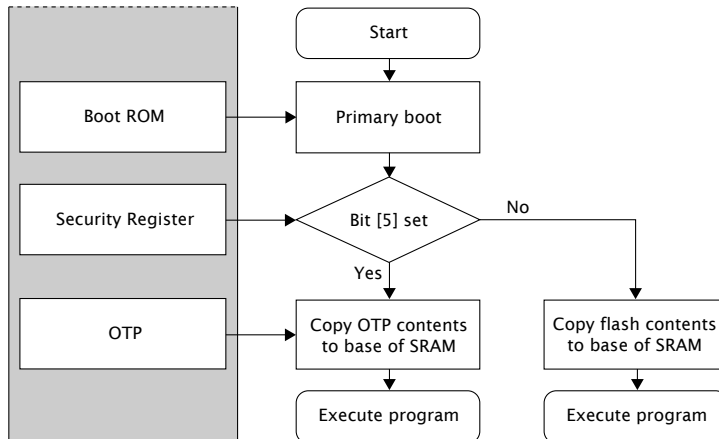 Start
Boot ROM
Primary boot
Security Register
Bit [5] set
No
Yes
OTP
Copy OTP contents
to base of SRAM
Copy flash contents
to base of SRAM
Execute program
Execute program